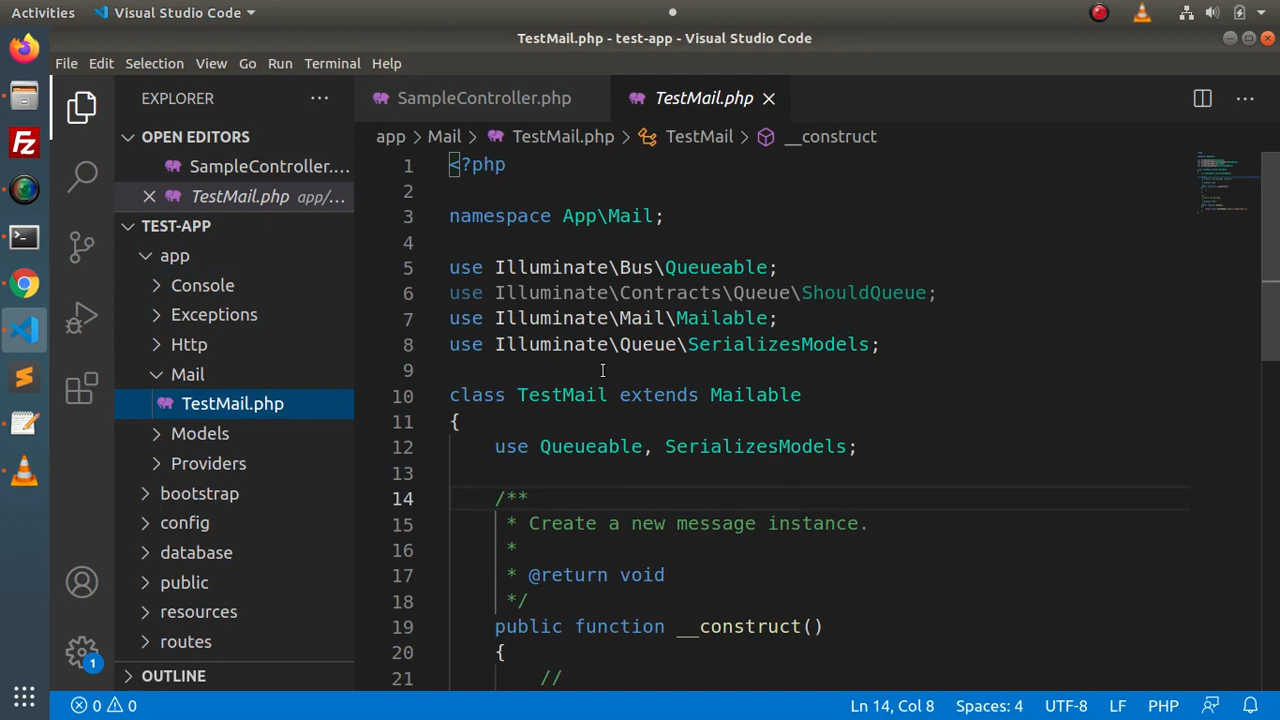 Activities
Visual Studio Code
TestMail.php - test-app - Visual Studio Code
File Edit Selection View Go Run Terminal Help
EXPLORER
SampleController.php
TestMail.php
OPEN EDITORS
SampleController....
TestMail.php app/...
TEST-APP
app
Console
Exceptions
Http
Mail
TestMail.php
Models
Providers
bootstrap
config
database
public
resources
routes
OUTLINE
app > Mail > TestMail.php > TestMail > __construct
1 <?php
2
3 namespace App\Mail;
4
5 use Illuminate\Bus\Queueable;
6 use Illuminate\Contracts\Queue\ShouldQueue;
7 use Illuminate\Mail\Mailable;
8 use Illuminate\Queue\SerializesModels;
9
10 class TestMail extends Mailable
11 {
12 use Queueable, SerializesModels;
13
14 /**
15 * Create a new message instance.
16 *
17 * @return void
18 */
19 public function __construct()
20 {
21 //
Fz
1
0 0
Ln 14, Col 8 Spaces: 4 UTF-8 LF PHP